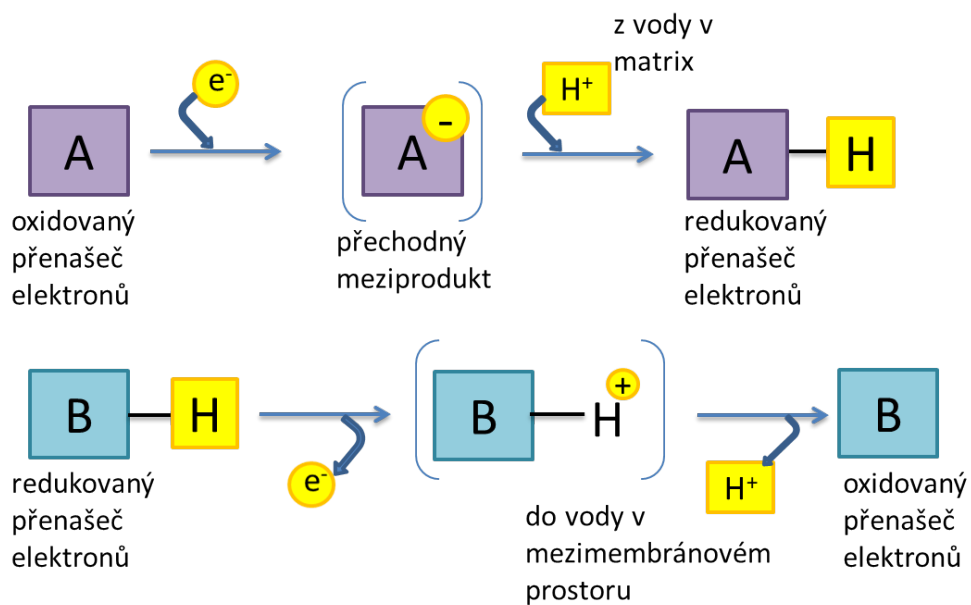 z vody v
matrix
e-
H+
A
A
-
A
H
oxidovaný
přenašeč
elektronů
přechodný
meziprodukt
redukovaný
přenašeč
elektronů
B
H
B
H
+
B
e-
H+
redukovaný
přenašeč
elektronů
do vody v
mezimembránovém
prostoru
oxidovaný
přenašeč
elektronů